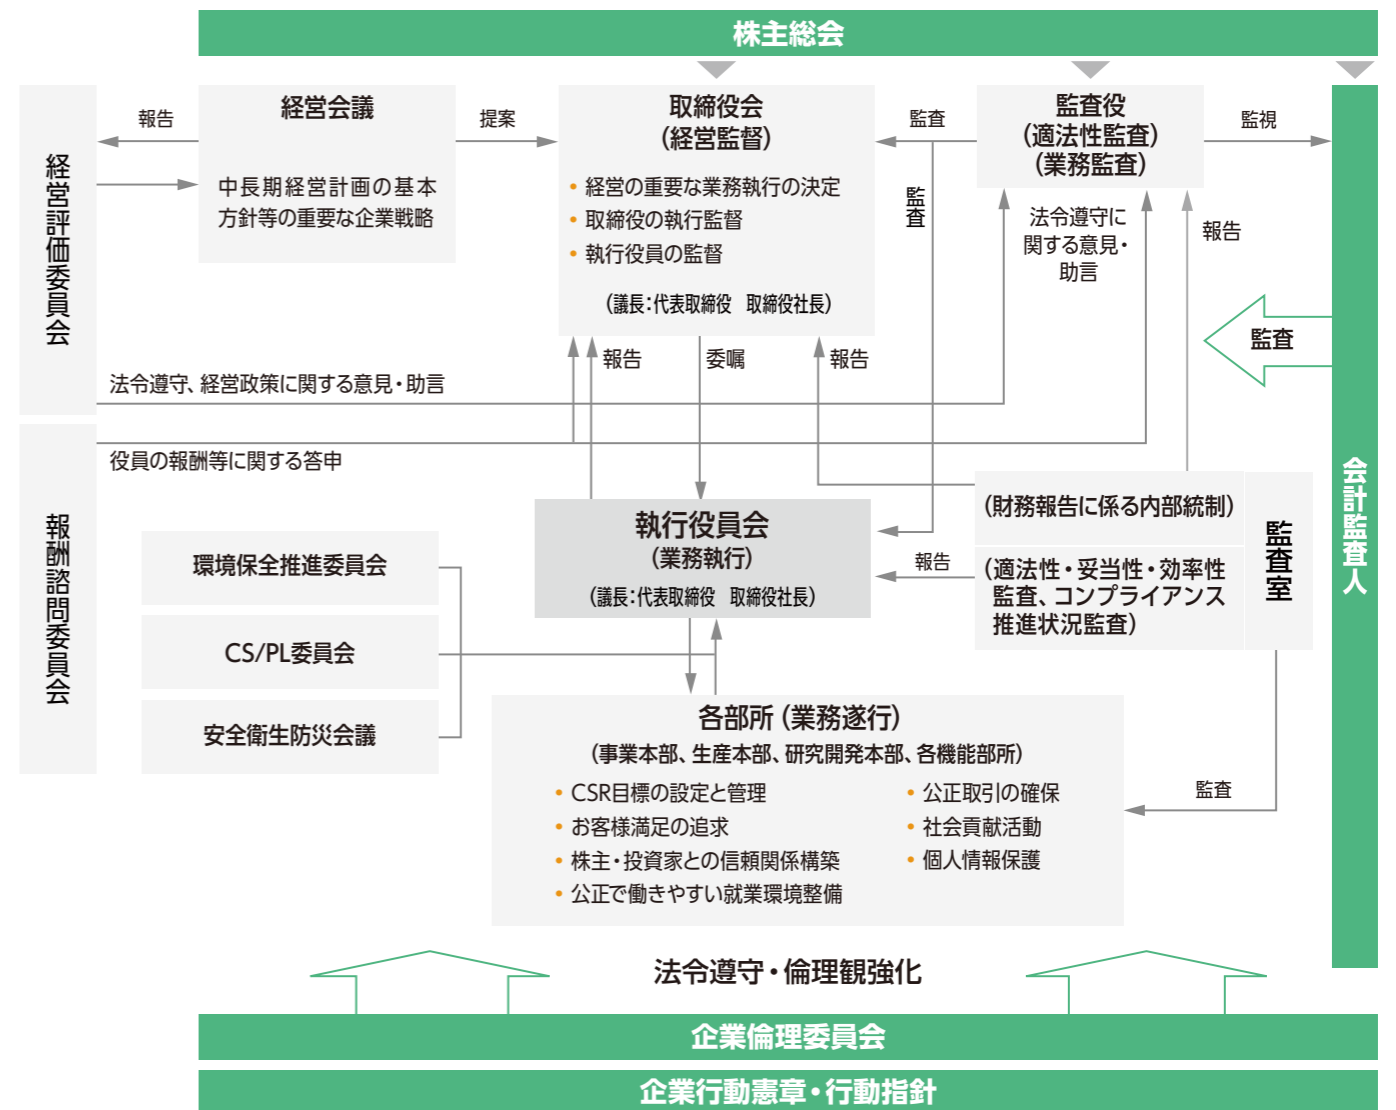 株主総会
経営評価委員会
報告
経営会議
中長期経営計画の基本
方針等の重要な企業戦略
提案
取締役会
（経営監督）
• 経営の重要な業務執行の決定
• 取締役の執行監督
• 執行役員の監督
（議長：代表取締役　取締役社長）
監査
監査
監査役
（適法性監査）
（業務監査）
監視
法令遵守に
関する意見・
助言
報告
監査
会計監査人
報告
委嘱
報告
法令遵守、経営政策に関する意見・助言
報酬諮問委員会
役員の報酬等に関する答申
執行役員会
（業務執行）
（議長：代表取締役　取締役社長）
報告
（財務報告に係る内部統制）
（適法性・妥当性・効率性
監査、コンプライアンス
推進状況監査）
監査室
環境保全推進委員会
CS/PL委員会
安全衛生防災会議
各部所（業務遂行）
（事業本部、生産本部、研究開発本部、各機能部所）
• CSR目標の設定と管理
• お客様満足の追求
• 株主・投資家との信頼関係構築
• 公正で働きやすい就業環境整備
• 公正取引の確保
• 社会貢献活動
• 個人情報保護
監査
法令遵守・倫理観強化
企業倫理委員会
企業行動憲章・行動指針